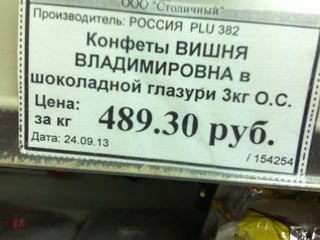 ООО "Столичный"
Производитель: РОССИЯ PLU 382
Конфеты ВИШНЯ
ВЛАДИМИРОВНА в
шоколадной глазури 3кг О.С.
Цена:
за кг 489.30 руб.
Дата: 24.09.13 / 154254